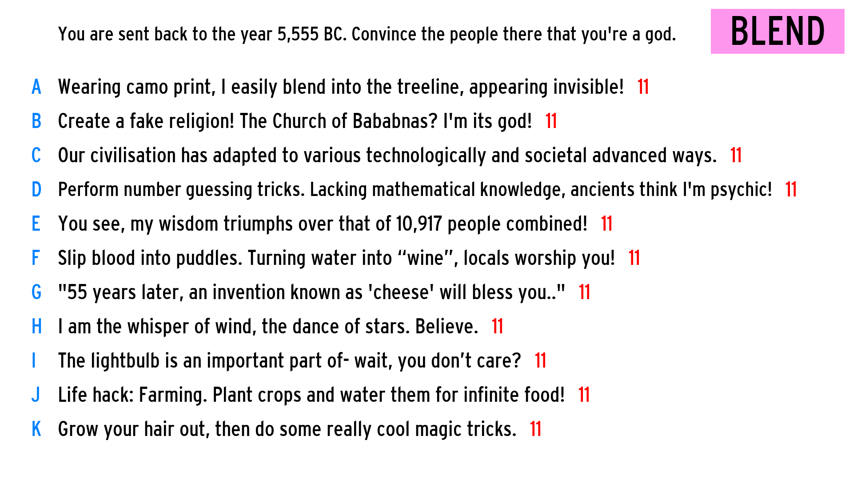 You are sent back to the year 5,555 BC. Convince the people there that you're a god.
BLEND
A Wearing camo print, I easily blend into the treeline, appearing invisible! 11
B Create a fake religion! The Church of Bababnas? I'm its god! 11
C Our civilisation has adapted to various technologically and societal advanced ways. 11
D Perform number guessing tricks. Lacking mathematical knowledge, ancients think I'm psychic! 11
E You see, my wisdom triumphs over that of 10,917 people combined! 11
F Slip blood into puddles. Turning water into “wine”, locals worship you! 11
G "55 years later, an invention known as 'cheese' will bless you.." 11
H I am the whisper of wind, the dance of stars. Believe. 11
I The lightbulb is an important part of- wait, you don’t care? 11
J Life hack: Farming. Plant crops and water them for infinite food! 11
K Grow your hair out, then do some really cool magic tricks. 11